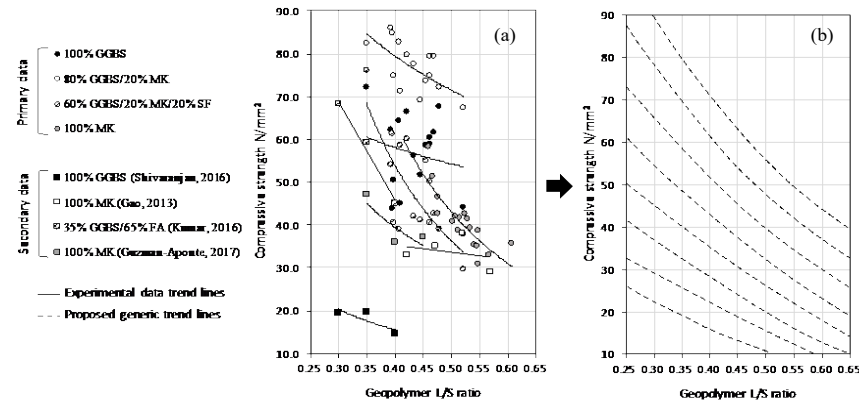 Primary data
100% GGBS
80% GGBS/20% MK
60% GGBS/20% MK/20% SF
100% MK
Secondary data
100% GGBS (Shivaranjan, 2016)
100% MK (Gao, 2013)
35% GGBS/65% FA (Kumar, 2016)
100% MK (Guzman-Aponte, 2017)
Experimental data trend lines
Proposed generic trend lines
(a)
Compressive strength N/mm²
90.0
80.0
70.0
60.0
50.0
40.0
30.0
20.0
10.0
0.25 0.30 0.35 0.40 0.45 0.50 0.55 0.60 0.65
Geopolymer L/S ratio
(b)
Compressive strength N/mm²
90
80
70
60
50
40
30
20
10
0.25 0.30 0.35 0.40 0.45 0.50 0.55 0.60 0.65
Geopolymer L/S ratio